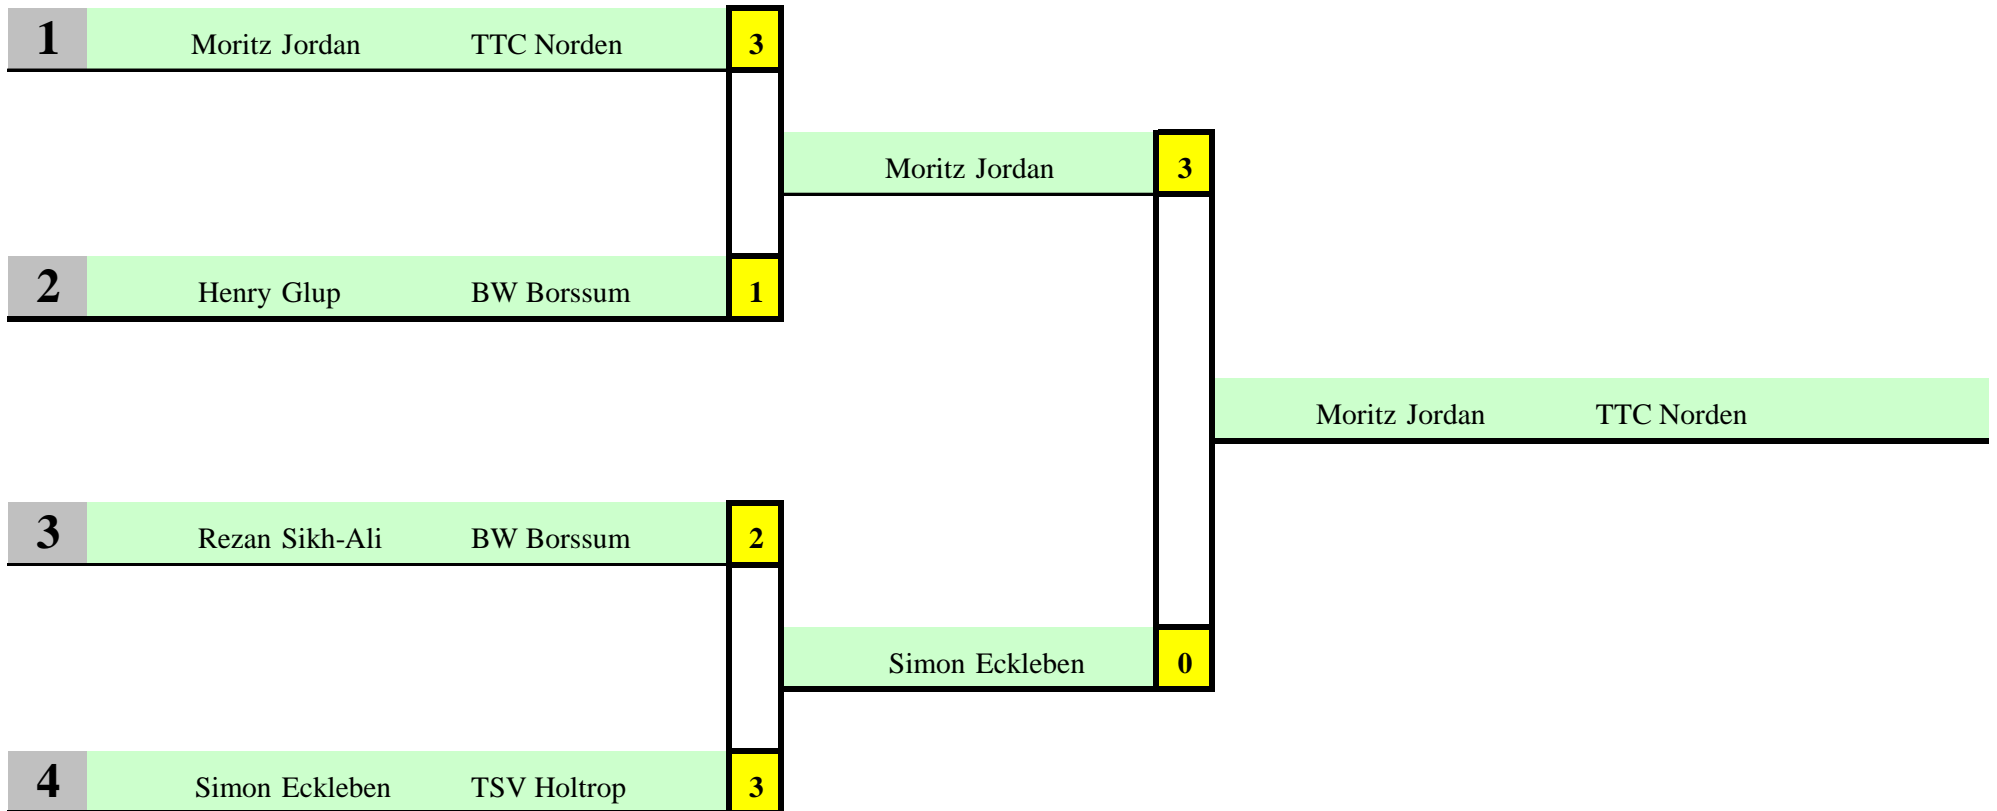 1 Moritz Jordan TTC Norden 3
Moritz Jordan 3
2 Henry Glup BW Borssum 1
Moritz Jordan TTC Norden
3 Rezan Sikh-Ali BW Borssum 2
Simon Eckleben 0
4 Simon Eckleben TSV Holtrop 3